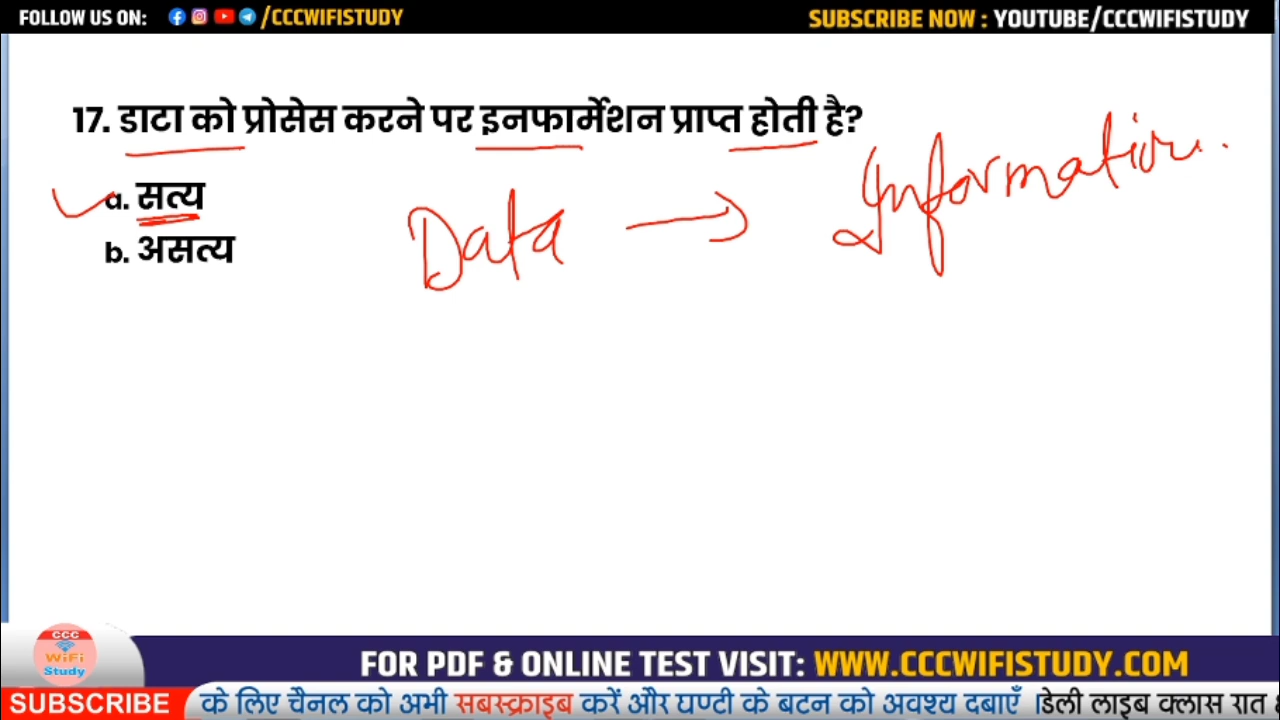 FOLLOW US ON: /CCCWIFISTUDY SUBSCRIBE NOW : YOUTUBE/CCCWIFISTUDY
17. डाटा को प्रोसेस करने पर इनफार्मेशन प्राप्त होती है?
a. सत्य
b. असत्य
Data → Information.
CCC
WiFi
Study
FOR PDF & ONLINE TEST VISIT: WWW.CCCWIFISTUDY.COM
SUBSCRIBE के लिए चैनल को अभी सबस्क्राइब करें और घण्टी के बटन को अवश्य दबाएँ डेली लाइब क्लास रात